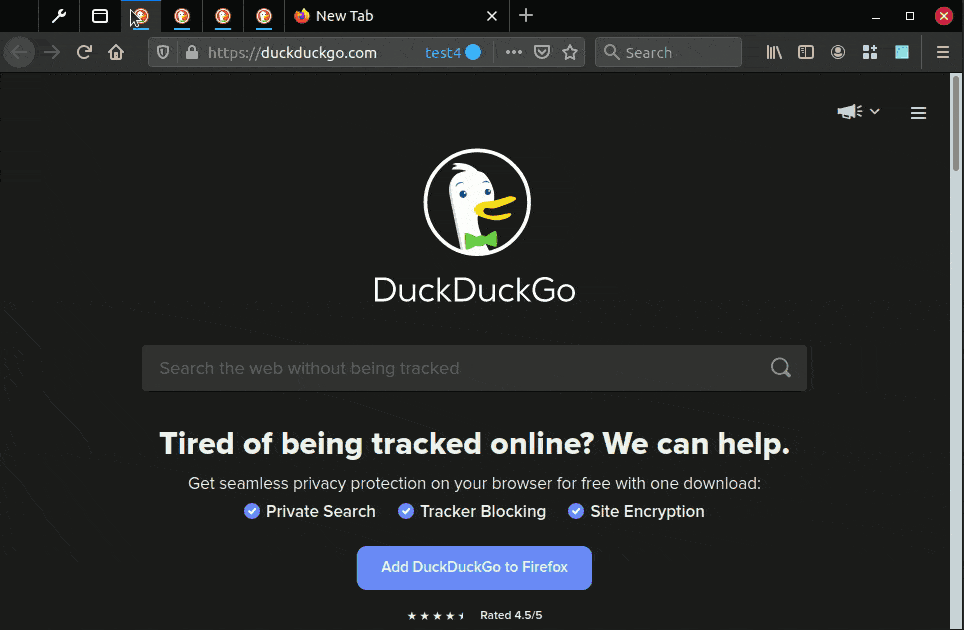 New Tab
https://duckduckgo.com
test4
Search
DuckDuckGo
Search the web without being tracked
Tired of being tracked online? We can help.
Get seamless privacy protection on your browser for free with one download:
Private Search
Tracker Blocking
Site Encryption
Add DuckDuckGo to Firefox
Rated 4.5/5